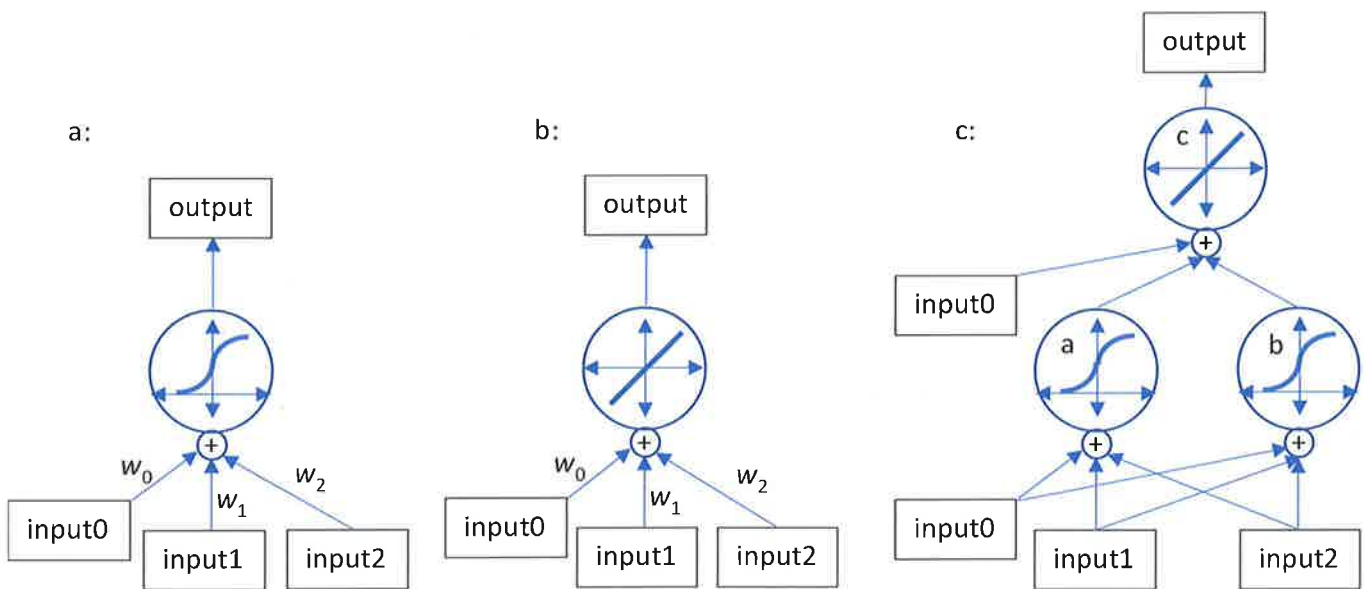 a:
output
+
w0
w1
w2
input0
input1
input2
b:
output
+
w0
w1
w2
input0
input1
input2
c:
output
c
+
input0
a
b
+
+
input0
input1
input2